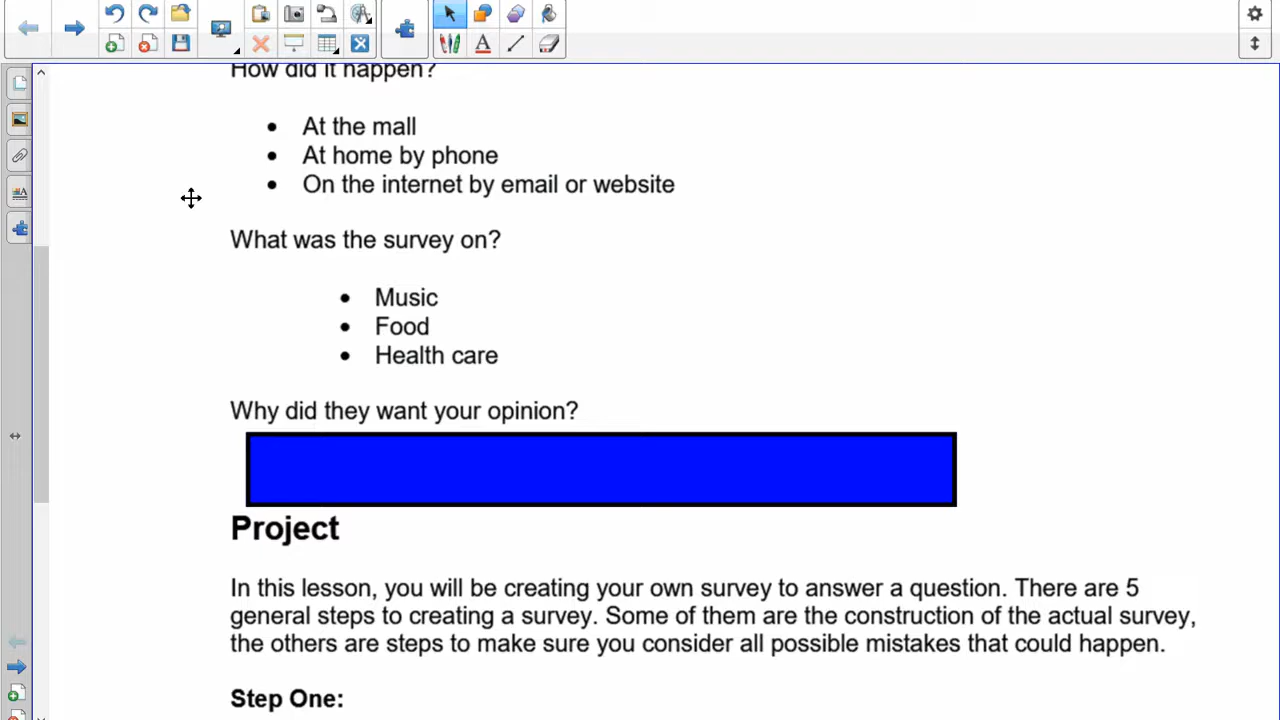 How did it happen?
• At the mall
• At home by phone
• On the internet by email or website
What was the survey on?
• Music
• Food
• Health care
Why did they want your opinion?
Project
In this lesson, you will be creating your own survey to answer a question. There are 5
general steps to creating a survey. Some of them are the construction of the actual survey,
the others are steps to make sure you consider all possible mistakes that could happen.
Step One: